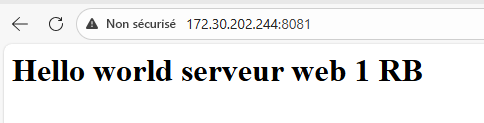 Non sécurisé 172.30.202.244:8081
Hello world serveur web 1 RB